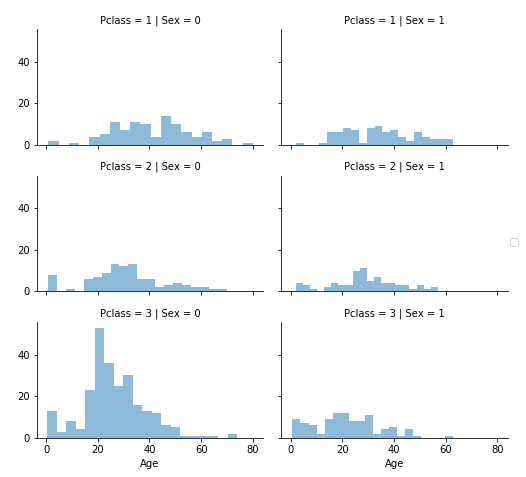 Pclass = 1 | Sex = 0
Pclass = 1 | Sex = 1
40
20
0
Pclass = 2 | Sex = 0
Pclass = 2 | Sex = 1
40
20
0
Pclass = 3 | Sex = 0
Pclass = 3 | Sex = 1
40
20
0
0 20 40 60 80
0 20 40 60 80
Age
Age